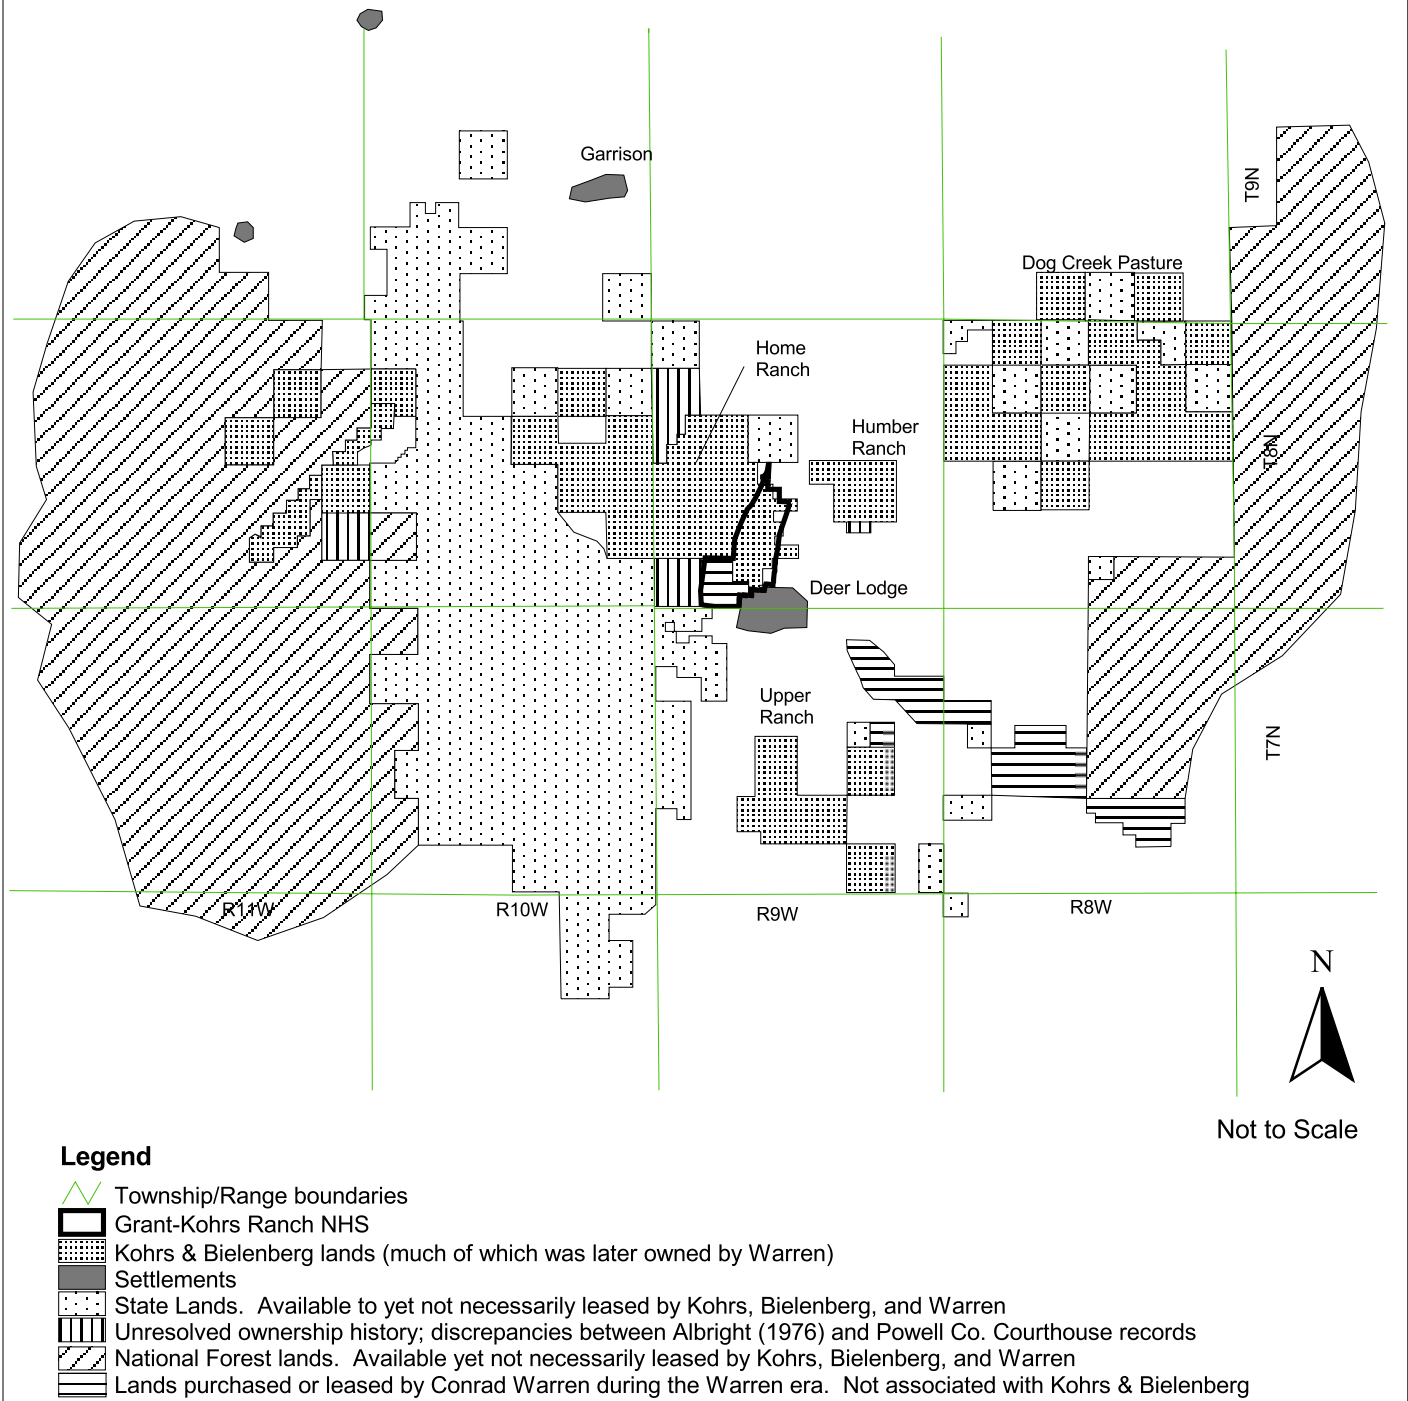 Garrison
T9N
Dog Creek Pasture
Home
Ranch
Humber
Ranch
T8N
Deer Lodge
Upper
Ranch
T7N
R11W
R10W
R9W
R8W
N
Not to Scale
Legend
Township/Range boundaries
Grant-Kohrs Ranch NHS
Kohrs & Bielenberg lands (much of which was later owned by Warren)
Settlements
State Lands.  Available to yet not necessarily leased by Kohrs, Bielenberg, and Warren
Unresolved ownership history; discrepancies between Albright (1976) and Powell Co. Courthouse records
National Forest lands.  Available yet not necessarily leased by Kohrs, Bielenberg, and Warren
Lands purchased or leased by Conrad Warren during the Warren era.  Not associated with Kohrs & Bielenberg